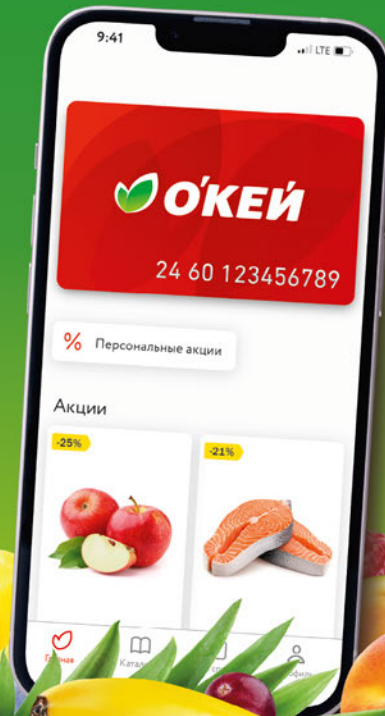 9:41
LTE
О'КЕЙ
24 60 123456789
% Персональные акции
Акции
-25%
-21%